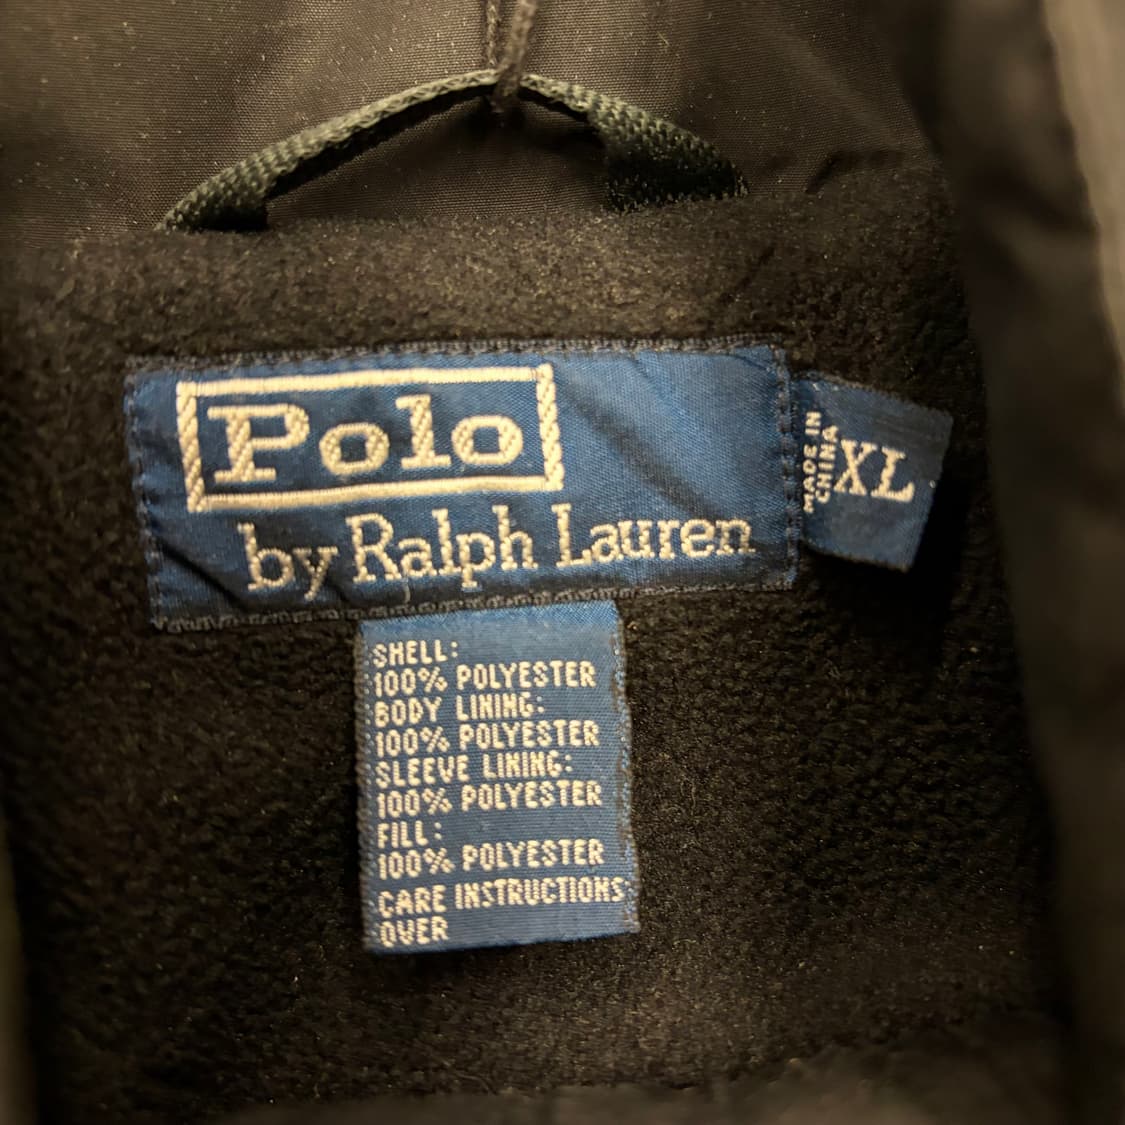 Polo
by Ralph Lauren
MADE IN
CHINA
XL
SHELL:
100% POLYESTER
BODY LINING:
100% POLYESTER
SLEEVE LINING:
100% POLYESTER
FILL:
100% POLYESTER
CARE INSTRUCTIONS
OVER